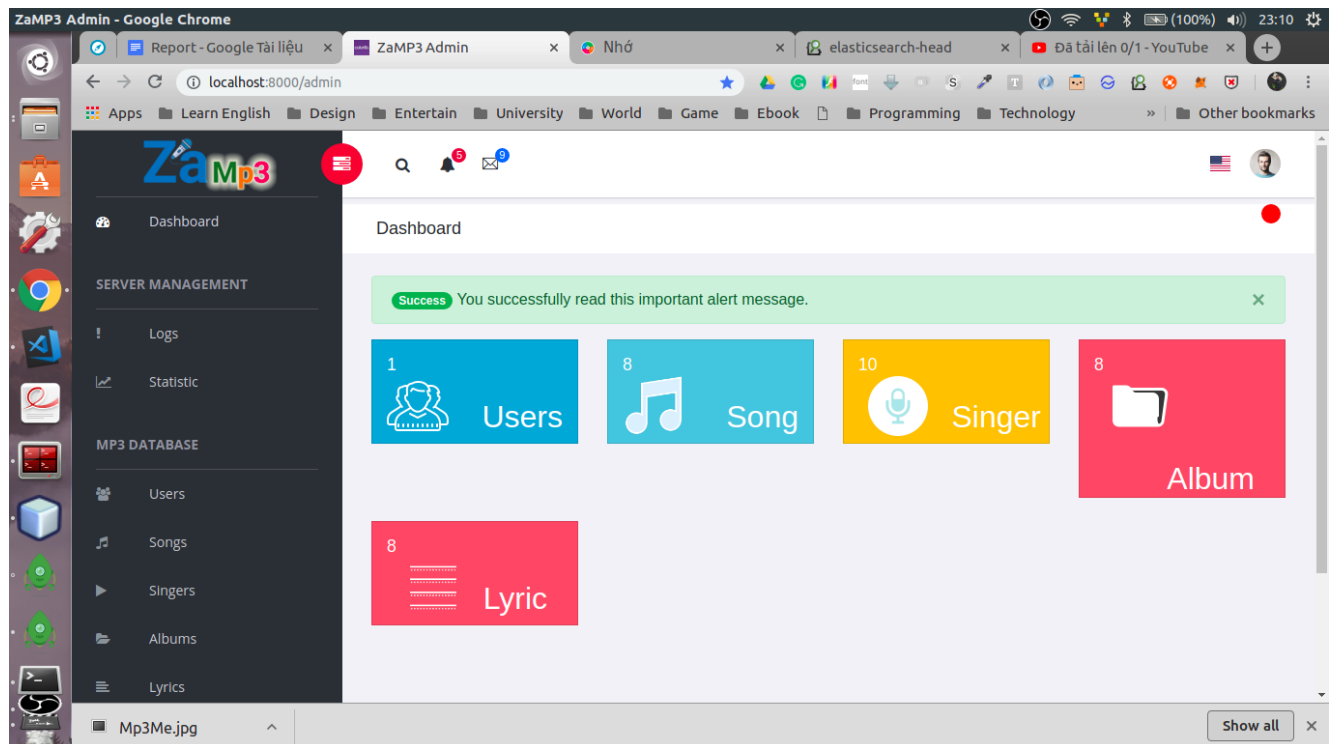 ZaMP3 Admin - Google Chrome
(100%) 23:10
Report - Google Tài liệu
ZaMP3 Admin
Nhớ
elasticsearch-head
Đã tải lên 0/1 - YouTube
localhost:8000/admin
Apps Learn English Design Entertain University World Game Ebook Programming Technology » Other bookmarks
ZaMp3
5
9
Dashboard
Dashboard
SERVER MANAGEMENT
Success You successfully read this important alert message. ×
Logs
Statistic
1
Users
8
Song
10
Singer
8
Album
MP3 DATABASE
Users
Songs
Singers
Albums
Lyrics
8
Lyric
Mp3Me.jpg
Show all